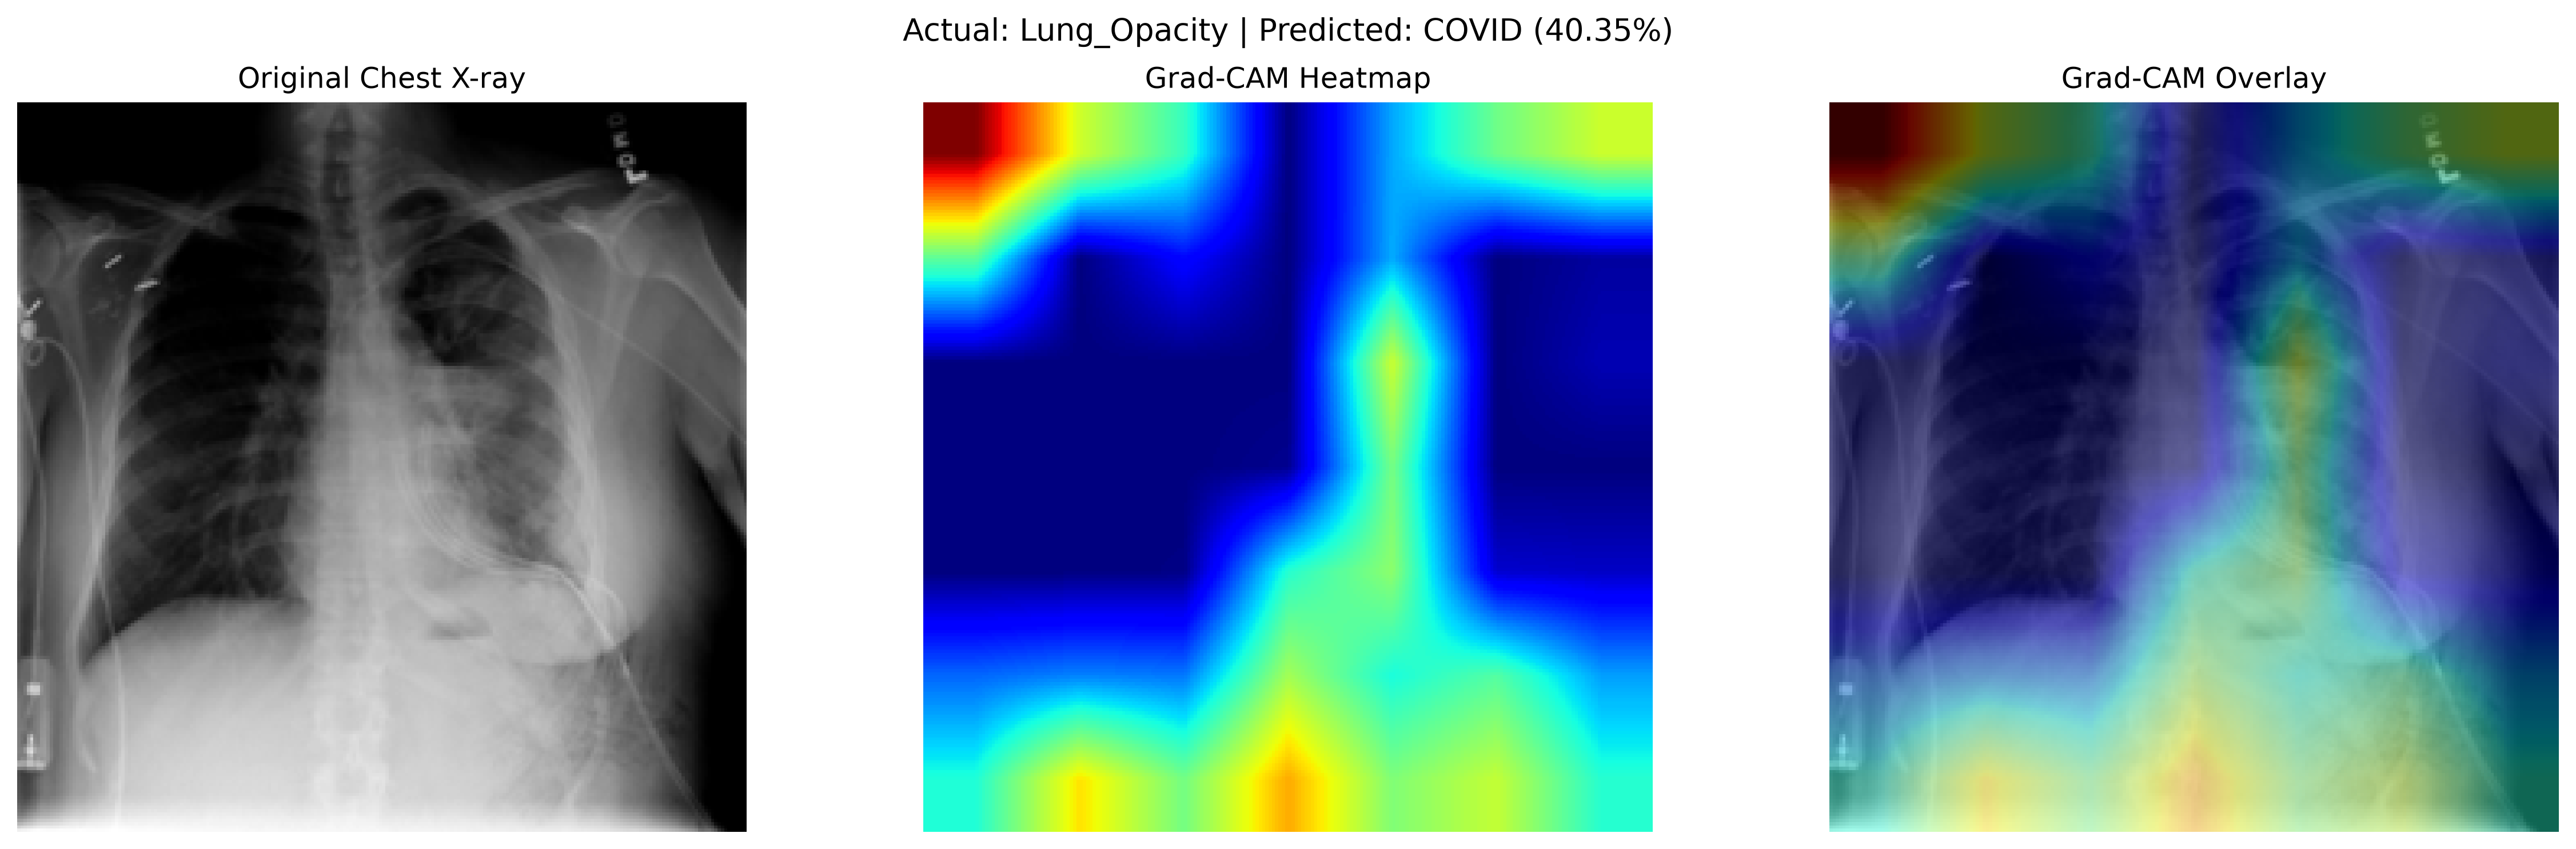 Actual: Lung_Opacity | Predicted: COVID (40.35%)
Original Chest X-ray
Grad-CAM Heatmap
Grad-CAM Overlay